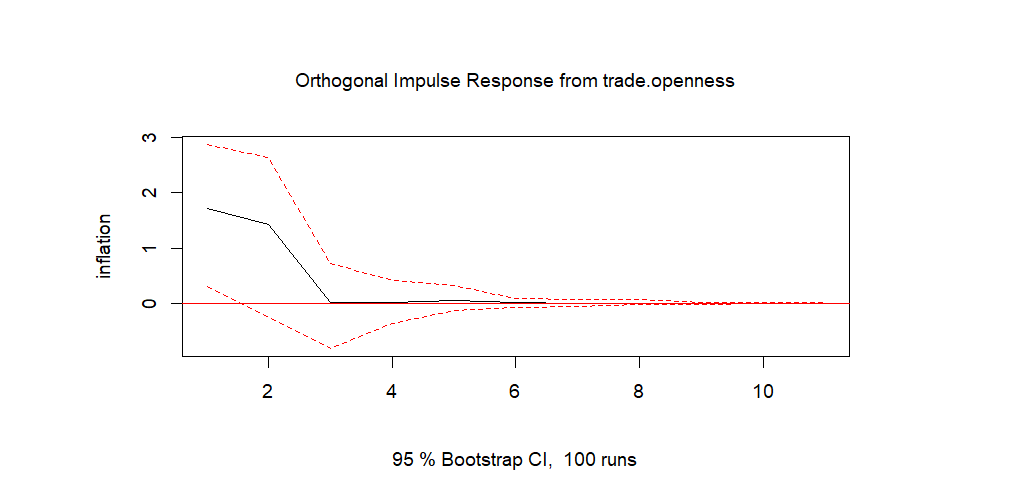 Orthogonal Impulse Response from trade.openness
3
2
1
0
inflation
2 4 6 8 10
95 % Bootstrap CI,  100 runs